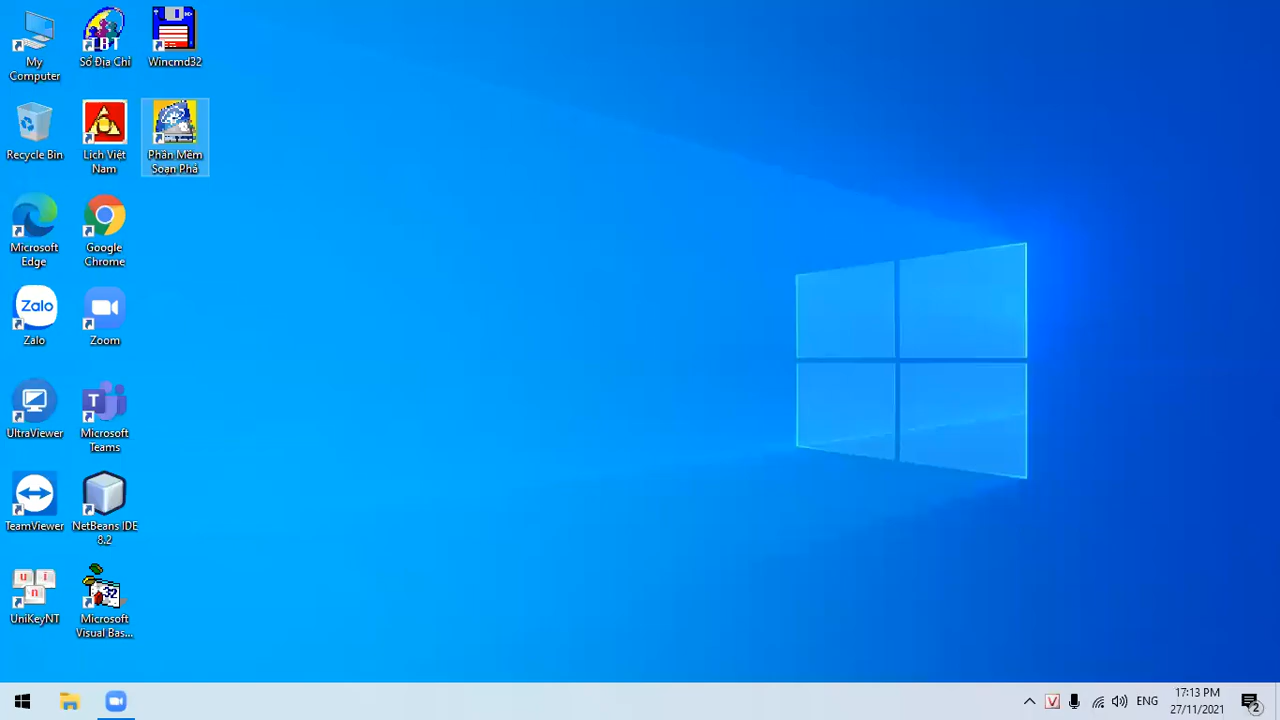 My
Computer
TBT
Sổ Địa Chỉ
Wincmd32
Recycle Bin
Lịch Việt
Nam
Phần Mềm
Soạn Phả
Microsoft
Edge
Google
Chrome
Zalo
Zalo
Zoom
UltraViewer
T
Microsoft
Teams
TeamViewer
NetBeans IDE
8.2
u i
n
UniKeyNT
32
Microsoft
Visual Bas...
V
ENG
17:13 PM
27/11/2021
2